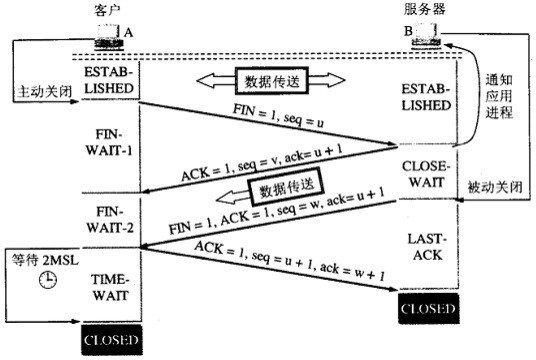 客户
服务器
A
B
ESTAB-
LISHED
数据传送
ESTAB-
LISHED
通知
应用
进程
主动关闭
FIN = 1, seq = u
FIN-
WAIT-1
ACK = 1, seq = v, ack= u + 1
CLOSE-
WAIT
数据传送
被动关闭
FIN = 1, ACK = 1, seq = w, ack= u + 1
FIN-
WAIT-2
ACK = 1, seq = u + 1, ack = w + 1
LAST-
ACK
等待 2MSL
TIME-
WAIT
CLOSED
CLOSED